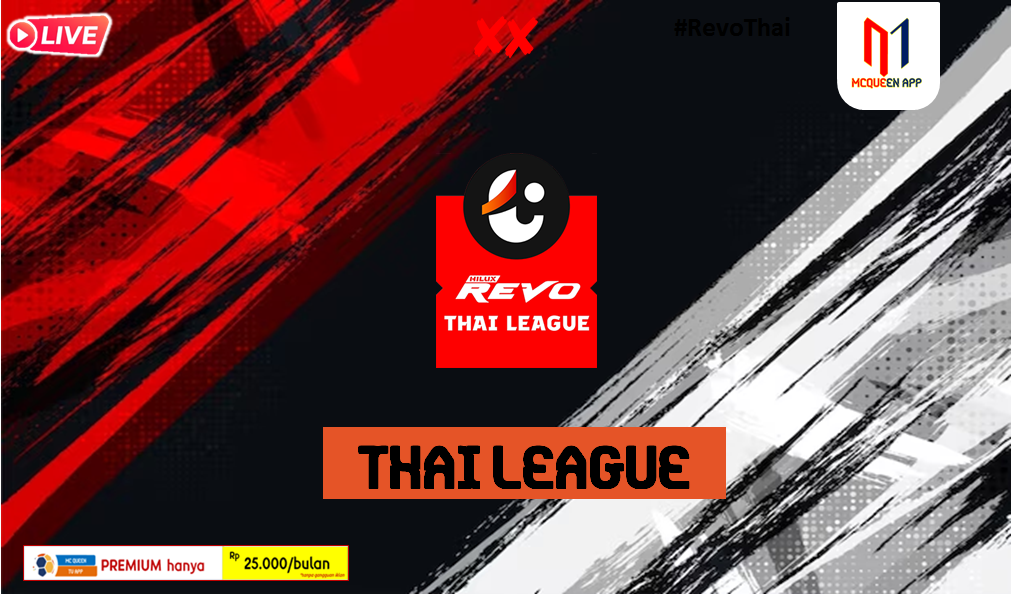 LIVE
XX
#RevoThai
MCQUEEN APP
HILUX
REVO
THAI LEAGUE
THAI LEAGUE
MC QUEEN
TV APP
PREMIUM hanya
Rp 25.000/bulan